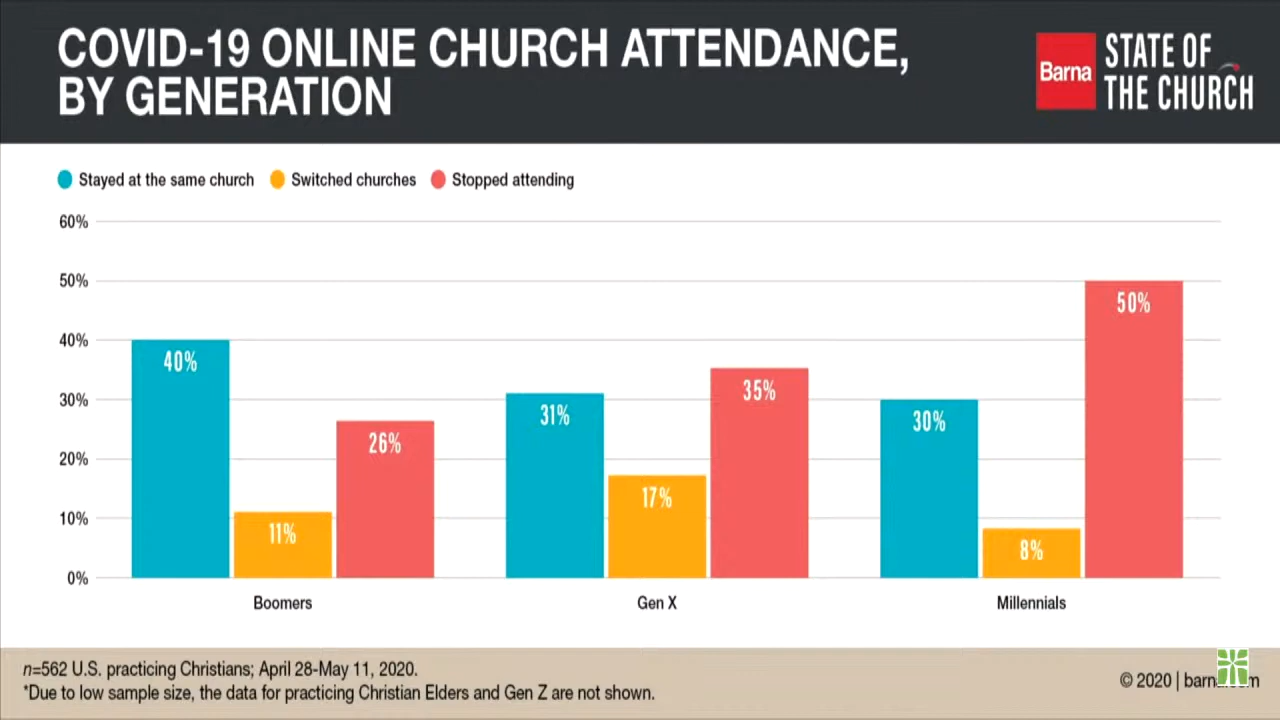 COVID-19 ONLINE CHURCH ATTENDANCE,
BY GENERATION
Barna
STATE OF
THE CHURCH
Stayed at the same church
Switched churches
Stopped attending
60%
50%
40%
30%
20%
10%
0%
40%
11%
26%
31%
17%
35%
30%
8%
50%
Boomers
Gen X
Millennials
n=562 U.S. practicing Christians; April 28-May 11, 2020.
*Due to low sample size, the data for practicing Christian Elders and Gen Z are not shown.
© 2020 |